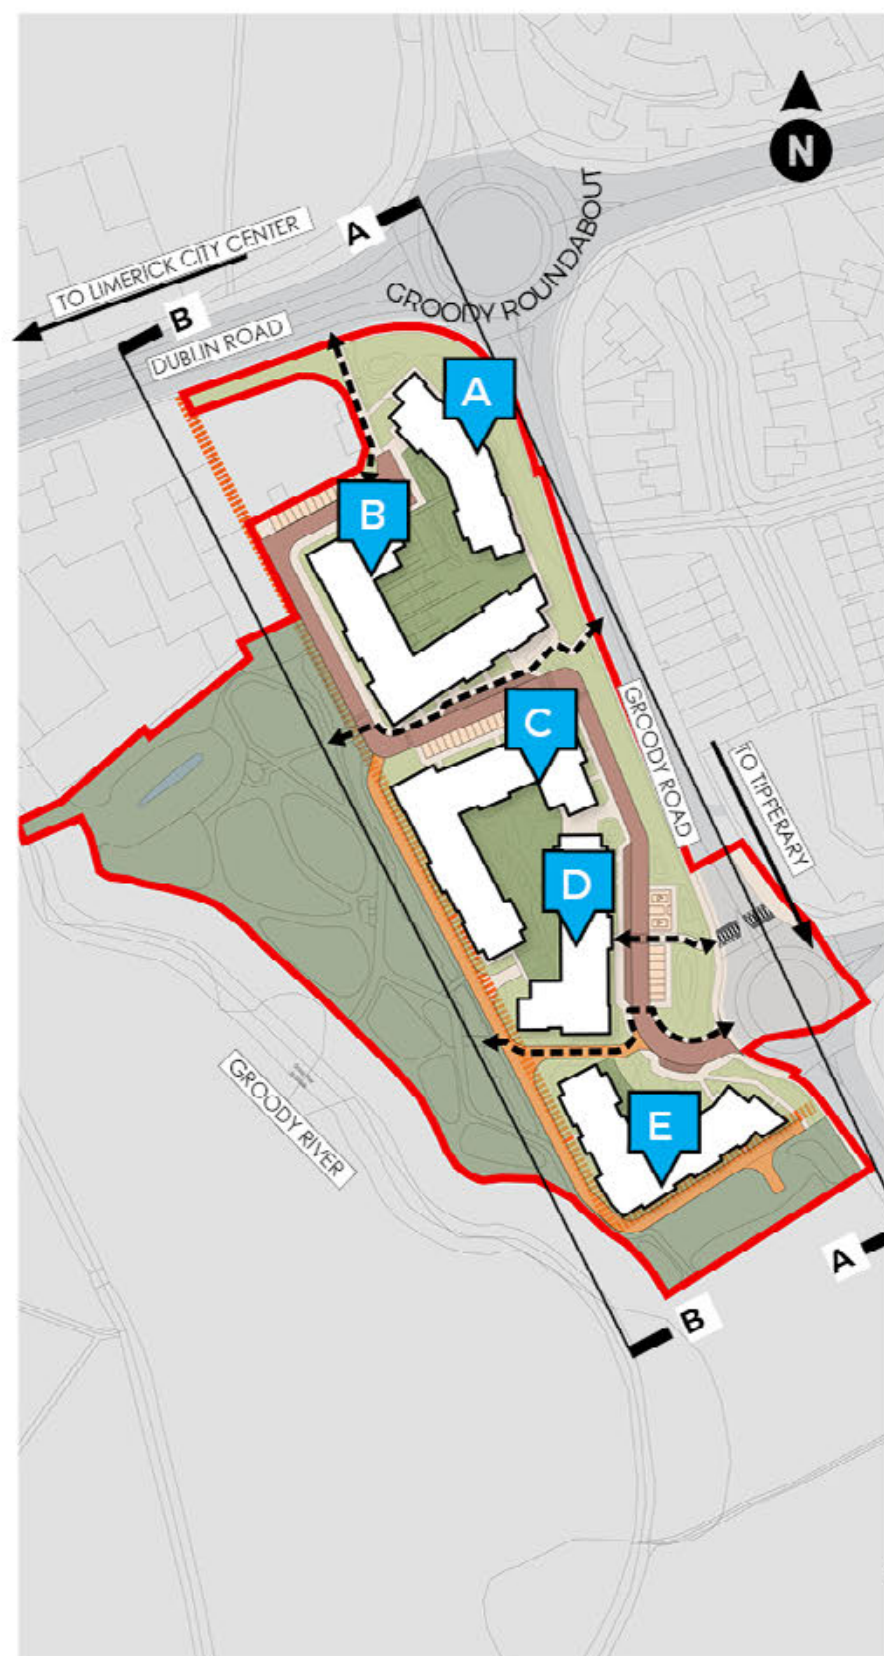 N
GROODY ROUNDABOUT
A
TO LIMERICK CITY CENTER
B
DUBLIN ROAD
A
B
C
GROODY ROAD
TO TIPPERARY
D
GROODY RIVER
E
A
B